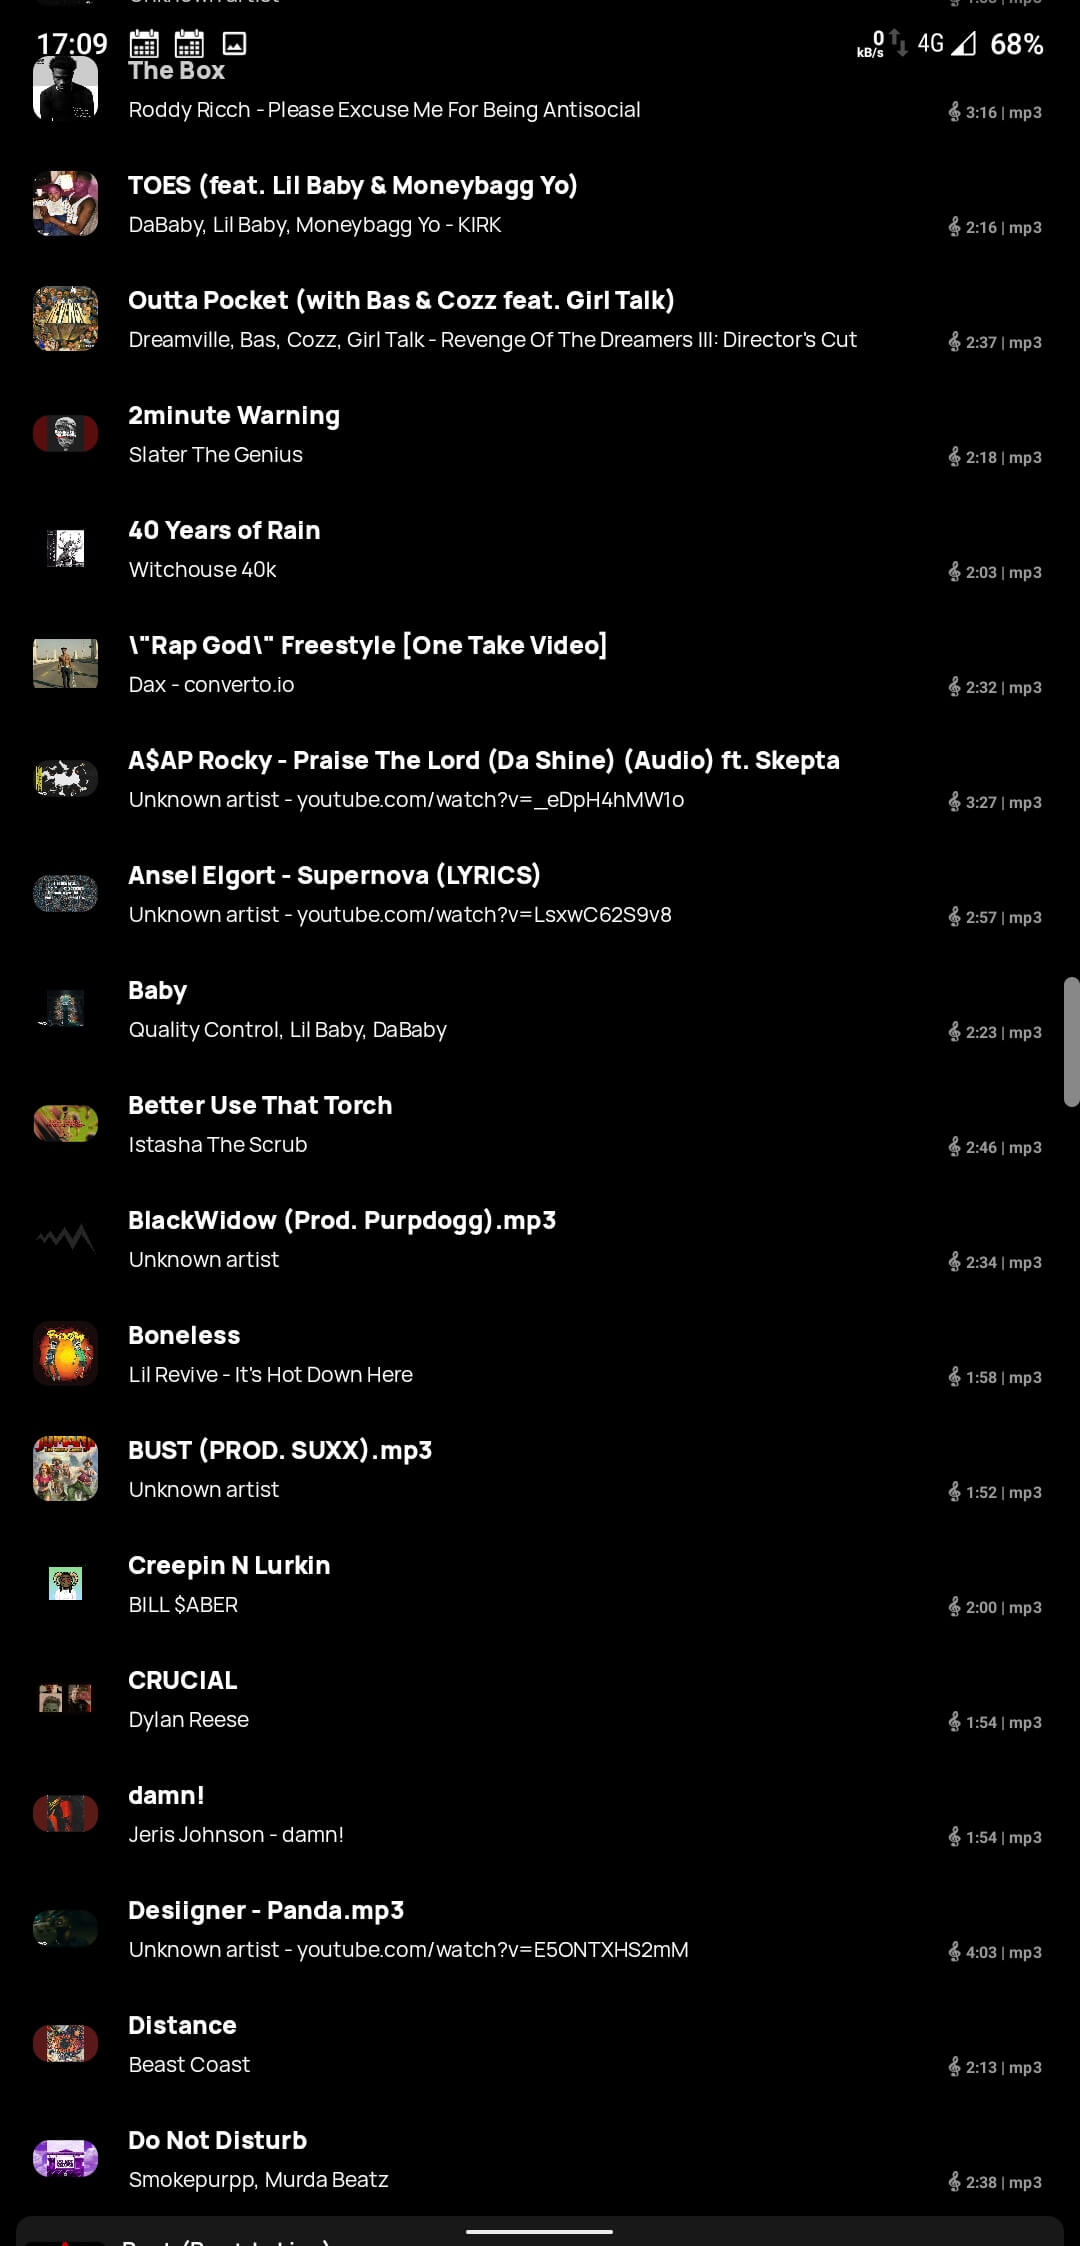 17:09
0 kB/s 4G 68%
The Box
Roddy Ricch - Please Excuse Me For Being Antisocial
3:16 | mp3
TOES (feat. Lil Baby & Moneybagg Yo)
DaBaby, Lil Baby, Moneybagg Yo - KIRK
2:16 | mp3
Outta Pocket (with Bas & Cozz feat. Girl Talk)
Dreamville, Bas, Cozz, Girl Talk - Revenge Of The Dreamers III: Director's Cut
2:37 | mp3
2minute Warning
Slater The Genius
2:18 | mp3
40 Years of Rain
Witchouse 40k
2:03 | mp3
\"Rap God\" Freestyle [One Take Video]
Dax - converto.io
2:32 | mp3
A$AP Rocky - Praise The Lord (Da Shine) (Audio) ft. Skepta
Unknown artist - youtube.com/watch?v=_eDpH4hMW1o
3:27 | mp3
Ansel Elgort - Supernova (LYRICS)
Unknown artist - youtube.com/watch?v=LsxwC62S9v8
2:57 | mp3
Baby
Quality Control, Lil Baby, DaBaby
2:23 | mp3
Better Use That Torch
Istasha The Scrub
2:46 | mp3
BlackWidow (Prod. Purpdogg).mp3
Unknown artist
2:34 | mp3
Boneless
Lil Revive - It's Hot Down Here
1:58 | mp3
BUST (PROD. SUXX).mp3
Unknown artist
1:52 | mp3
Creepin N Lurkin
BILL $ABER
2:00 | mp3
CRUCIAL
Dylan Reese
1:54 | mp3
damn!
Jeris Johnson - damn!
1:54 | mp3
Desiigner - Panda.mp3
Unknown artist - youtube.com/watch?v=E5ONTXHS2mM
4:03 | mp3
Distance
Beast Coast
2:13 | mp3
Do Not Disturb
Smokepurpp, Murda Beatz
2:38 | mp3